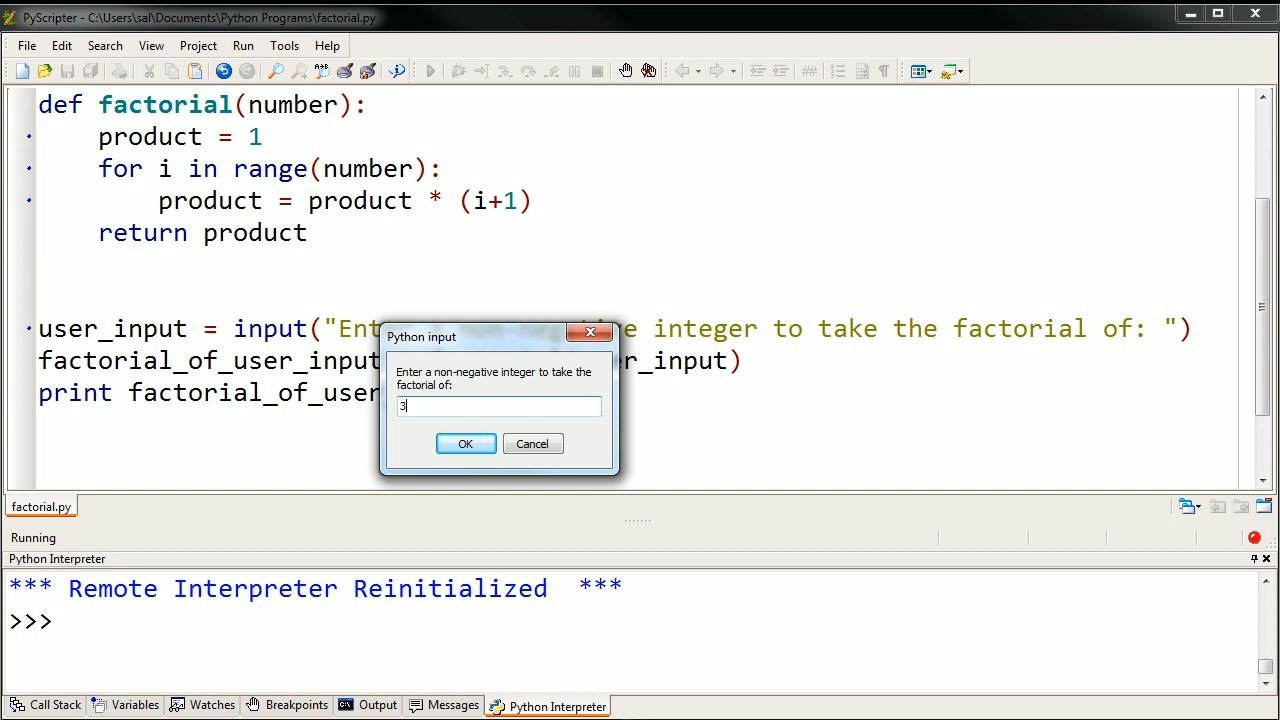 PyScripter - C:\Users\sal\Documents\Python Programs\factorial.py
File Edit Search View Project Run Tools Help
def factorial(number):
product = 1
for i in range(number):
product = product * (i+1)
return product
user_input = input("Ent non-negative integer to take the factorial of: ")
factorial_of_user_input er_input)
print factorial_of_user
Python input
Enter a non-negative integer to take the
factorial of:
3
OK Cancel
factorial.py
Running
Python Interpreter
*** Remote Interpreter Reinitialized ***
>>>
Call Stack Variables Watches Breakpoints Output Messages Python Interpreter